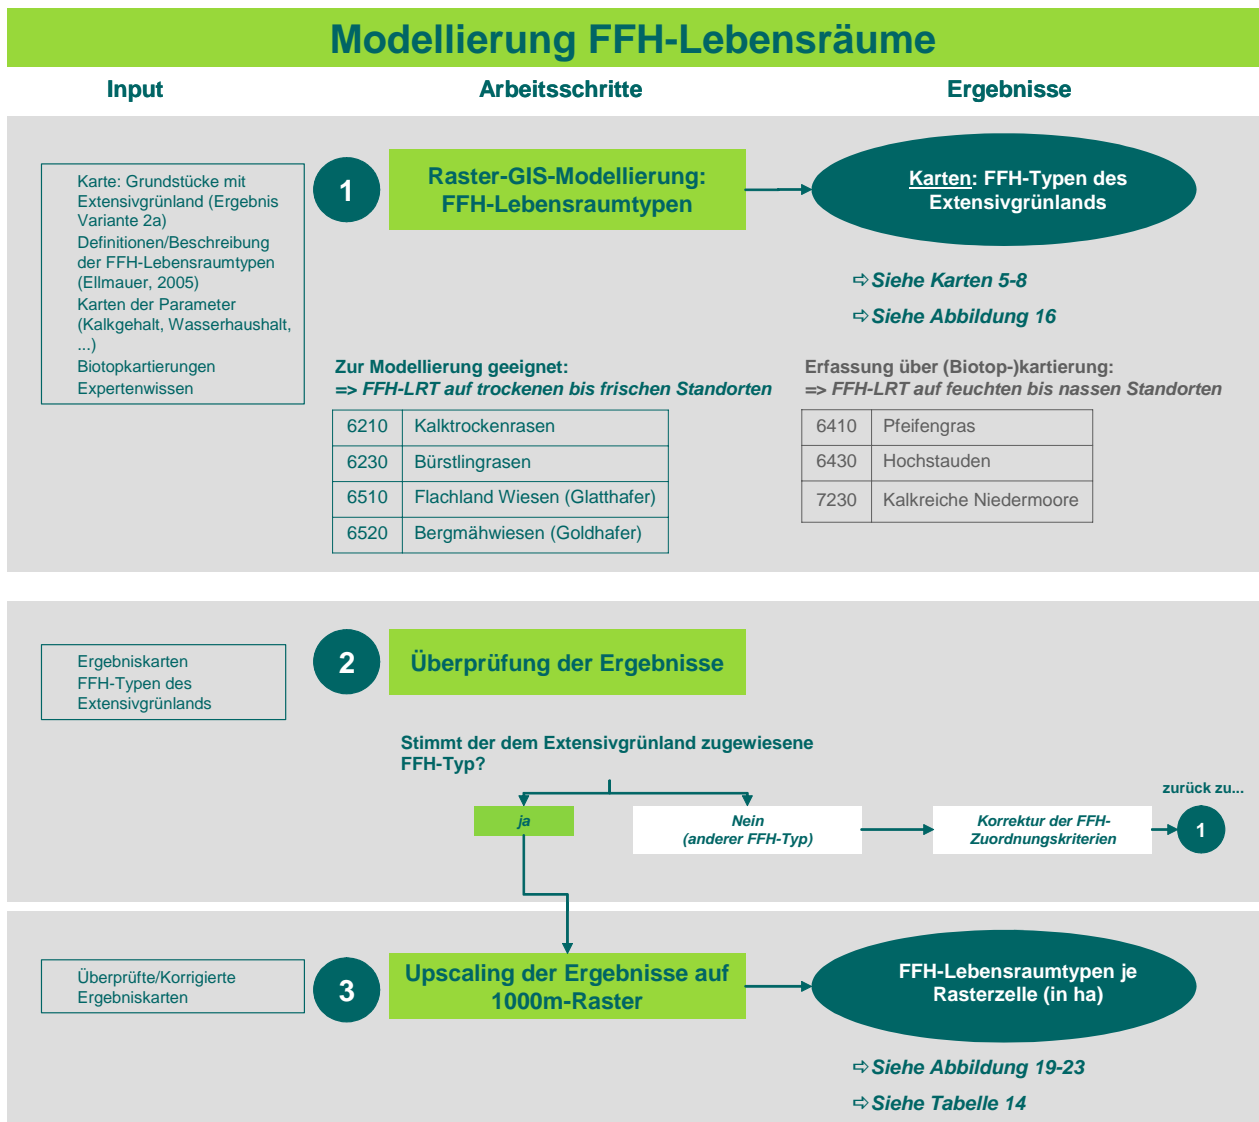 Modellierung FFH-Lebensräume
Input
Arbeitsschritte
Ergebnisse
Karte: Grundstücke mit
Extensivgrünland (Ergebnis
Variante 2a)
Definitionen/Beschreibung
der FFH-Lebensraumtypen
(Ellmauer, 2005)
Karten der Parameter
(Kalkgehalt, Wasserhaushalt,
...)
Biotopkartierungen
Expertenwissen
1
Raster-GIS-Modellierung:
FFH-Lebensraumtypen
Karten: FFH-Typen des
Extensivgrünlands
⇨Siehe Karten 5-8
⇨Siehe Abbildung 16
Zur Modellierung geeignet:
=> FFH-LRT auf trockenen bis frischen Standorten
6210 Kalktrockenrasen
6230 Bürstlingrasen
6510 Flachland Wiesen (Glatthafer)
6520 Bergmähwiesen (Goldhafer)
Erfassung über (Biotop-)kartierung:
=> FFH-LRT auf feuchten bis nassen Standorten
6410 Pfeifengras
6430 Hochstauden
7230 Kalkreiche Niedermoore
Ergebniskarten
FFH-Typen des
Extensivgrünlands
2
Überprüfung der Ergebnisse
Stimmt der dem Extensivgrünland zugewiesene
FFH-Typ?
ja
Nein
(anderer FFH-Typ)
Korrektur der FFH-
Zuordnungskriterien
zurück zu...
1
Überprüfte/Korrigierte
Ergebniskarten
3
Upscaling der Ergebnisse auf
1000m-Raster
FFH-Lebensraumtypen je
Rasterzelle (in ha)
⇨Siehe Abbildung 19-23
⇨Siehe Tabelle 14